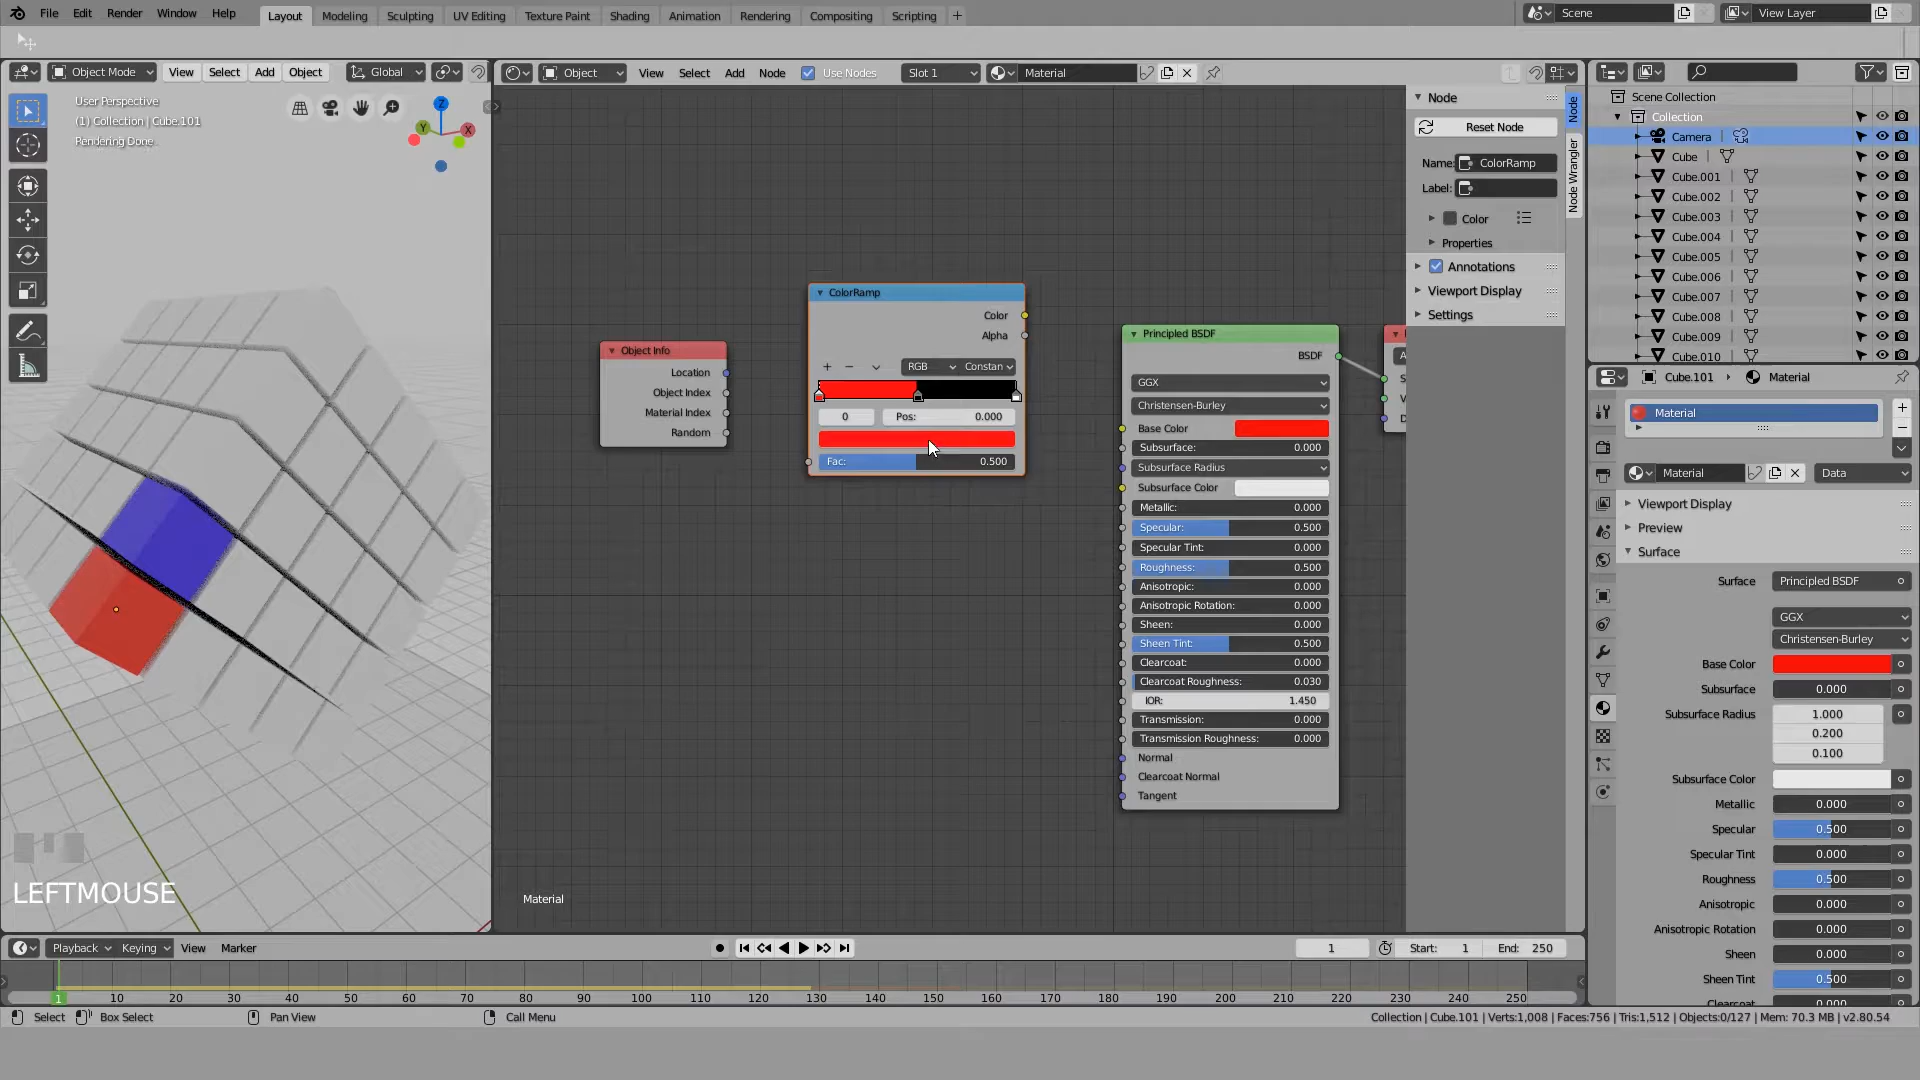 File Edit Render Window Help Layout Modeling Sculpting UV Editing Texture Paint Shading Animation Rendering Compositing Scripting + Scene View Layer
Object Mode View Select Add Object Global Object View Select Add Node Use Nodes Slot 1 Material
User Perspective
(1) Collection | Cube.101
Rendering Done
Z
Y
X
ColorRamp
Color
Alpha
RGB Constan
0 Pos: 0.000
Fac: 0.500
Object Info
Location
Object Index
Material Index
Random
Principled BSDF
BSDF
GGX
Christensen-Burley
Base Color
Subsurface: 0.000
Subsurface Radius
Subsurface Color
Metallic: 0.000
Specular: 0.500
Specular Tint: 0.000
Roughness: 0.500
Anisotropic: 0.000
Anisotropic Rotation: 0.000
Sheen: 0.000
Sheen Tint: 0.500
Clearcoat: 0.000
Clearcoat Roughness: 0.030
IOR: 1.450
Transmission: 0.000
Transmission Roughness: 0.000
Normal
Clearcoat Normal
Tangent
Material
LEFTMOUSE
Node
Reset Node
Name: ColorRamp
Label:
Color
Properties
Annotations
Viewport Display
Settings
Node
Node Wrangler
Scene Collection
Collection
Camera
Cube
Cube.001
Cube.002
Cube.003
Cube.004
Cube.005
Cube.006
Cube.007
Cube.008
Cube.009
Cube.010
Cube.101 Material
Material
Material Data
Viewport Display
Preview
Surface
Surface Principled BSDF
GGX
Christensen-Burley
Base Color
Subsurface 0.000
Subsurface Radius 1.000
0.200
0.100
Subsurface Color
Metallic 0.000
Specular 0.500
Specular Tint 0.000
Roughness 0.500
Anisotropic 0.000
Anisotropic Rotation 0.000
Sheen 0.000
Sheen Tint 0.500
Clearcoat 0.000
Playback Keying View Marker 1 Start: 1 End: 250
1 10 20 30 40 50 60 70 80 90 100 110 120 130 140 150 160 170 180 190 200 210 220 230 240 250
Select Box Select Pan View Call Menu Collection | Cube.101 | Verts:1,008 | Faces:756 | Tris:1,512 | Objects:0/127 | Mem: 70.3 MB | v2.80.54